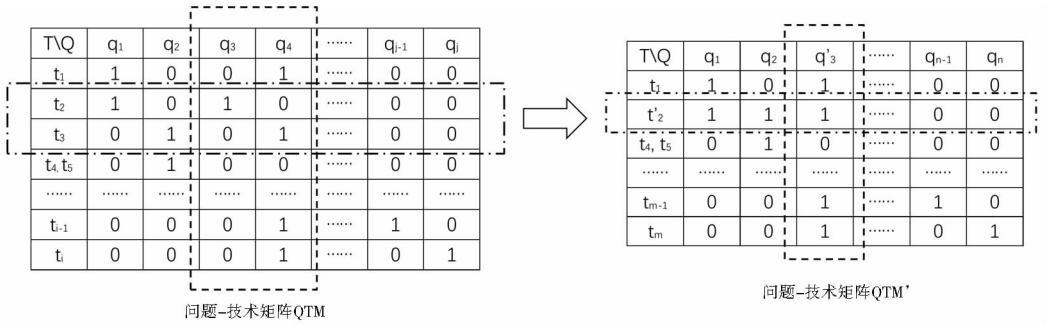 T\Q q1 q2 q3 q4 …… qj-1 qj
t1 1 0 0 1 …… 0 0
t2 1 0 1 0 …… 0 0
t3 0 1 0 1 …… 0 0
t4, t5 0 1 0 0 …… 0 0
…… …… …… …… …… …… …… ……
ti-1 0 0 0 1 …… 1 0
ti 0 0 0 1 …… 0 1
问题-技术矩阵QTM
T\Q q1 q2 q’3 …… qn-1 qn
t1 1 0 1 …… 0 0
t’2 1 1 1 …… 0 0
t4, t5 0 1 0 …… 0 0
…… …… …… …… …… …… ……
tm-1 0 0 1 …… 1 0
tm 0 0 1 …… 0 1
问题-技术矩阵QTM’